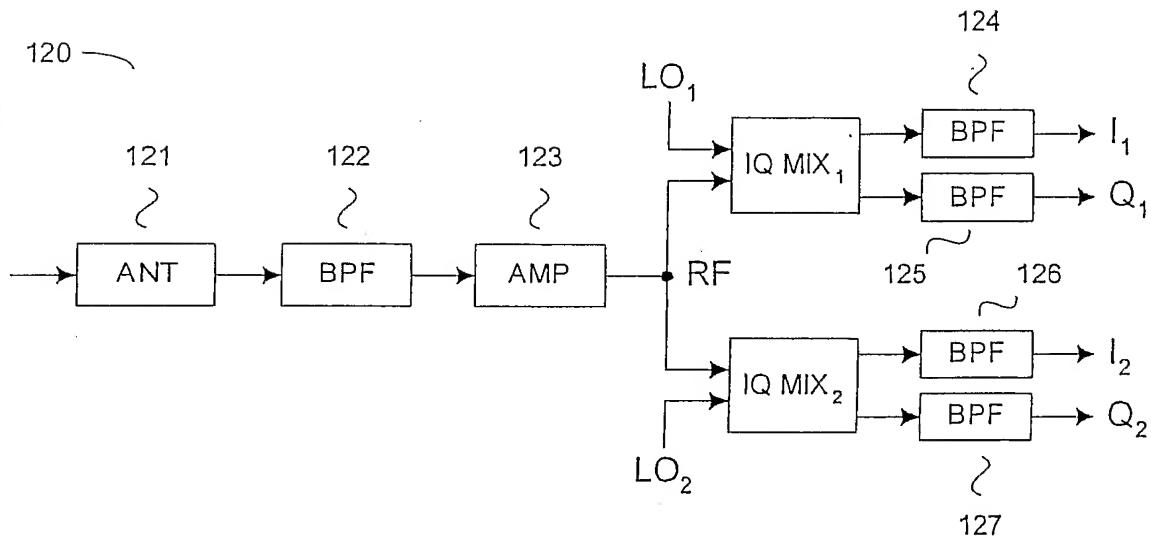 120
124
LO₁
121
122
123
IQ MIX₁
BPF
I₁
BPF
Q₁
125
126
ANT
BPF
AMP
RF
IQ MIX₂
BPF
I₂
BPF
Q₂
LO₂
127